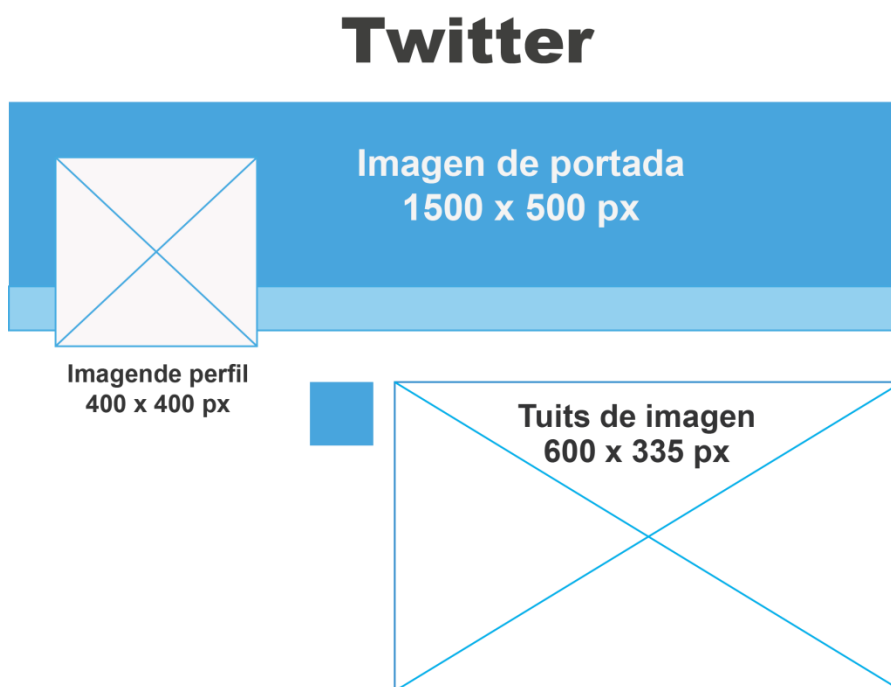 Twitter
Imagen de portada
1500 x 500 px
Imagende perfil
400 x 400 px
Tuits de imagen
600 x 335 px